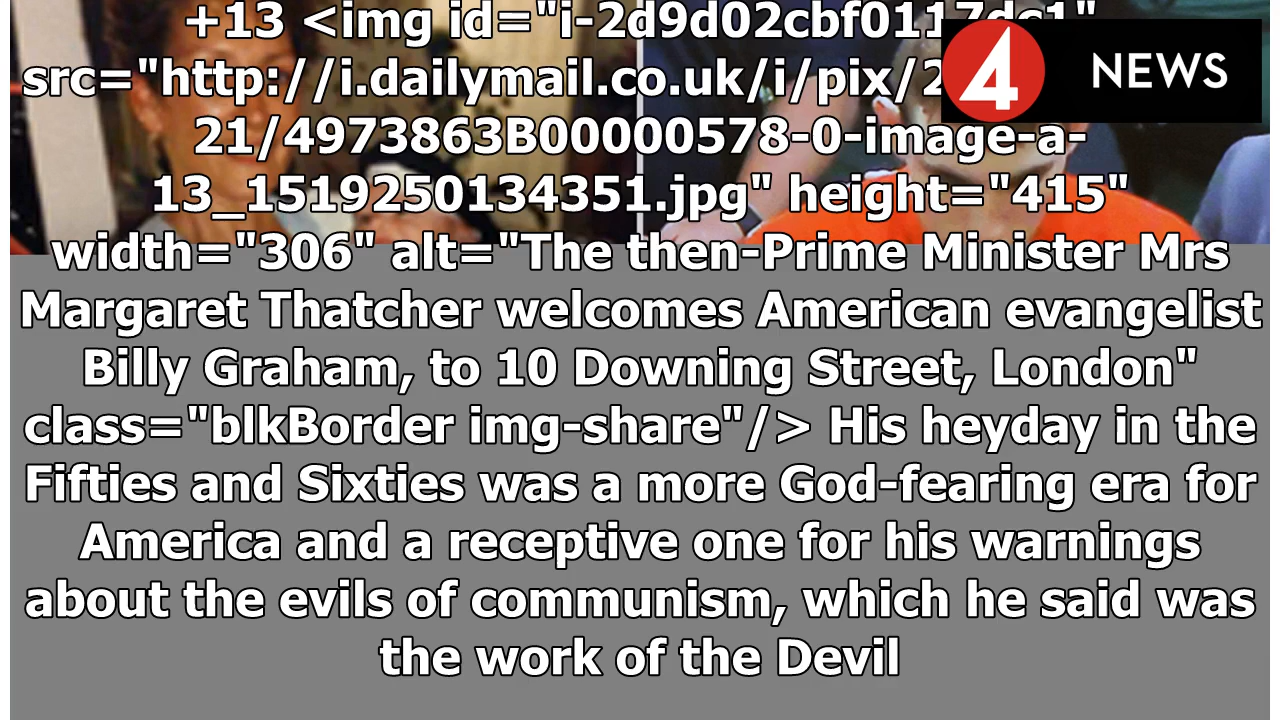 +13 <img id="i-2d9d02cbf0117dc1"
4 NEWS
src="http://i.dailymail.co.uk/i/pix/2
21/4973863B00000578-0-image-a-
13_1519250134351.jpg" height="415"
width="306" alt="The then-Prime Minister Mrs
Margaret Thatcher welcomes American evangelist
Billy Graham, to 10 Downing Street, London"
class="blkBorder img-share"/> His heyday in the
Fifties and Sixties was a more God-fearing era for
America and a receptive one for his warnings
about the evils of communism, which he said was
the work of the Devil